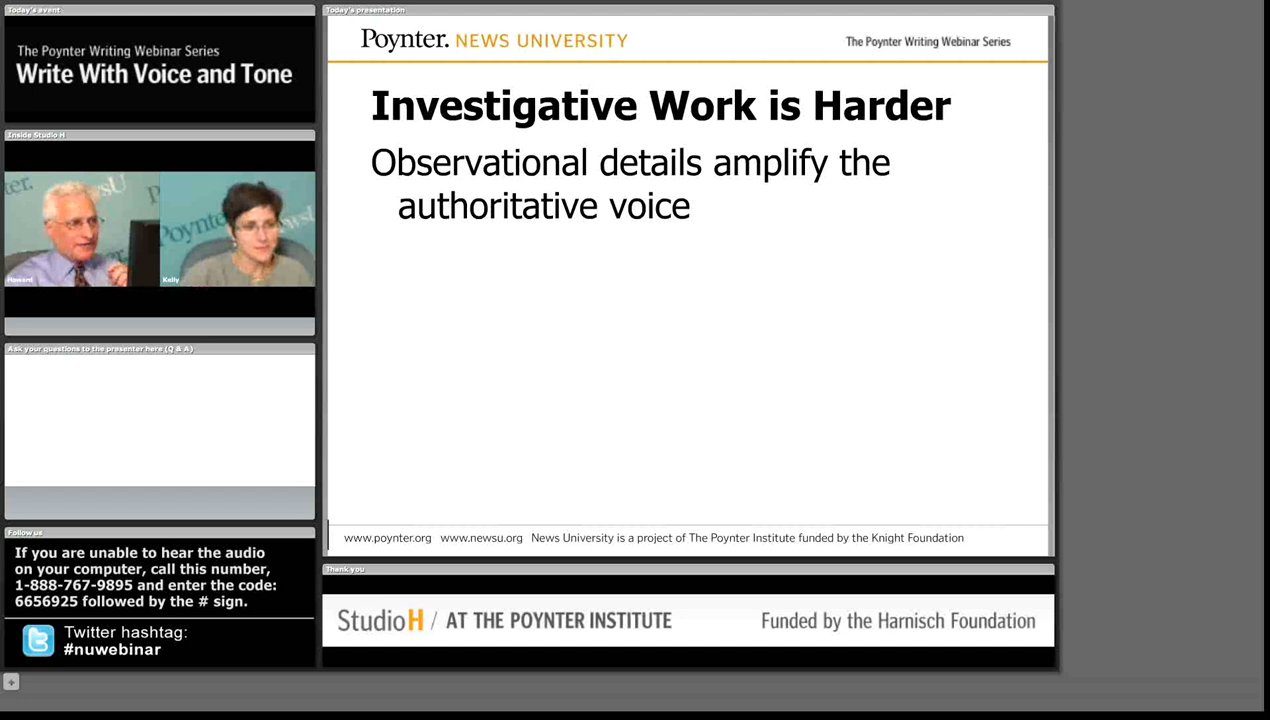 Today's event
The Poynter Writing Webinar Series
Write With Voice and Tone
Inside Studio H
Poynter.
Howard
Kelly
Ask your questions to the presenter here (Q & A)
Follow us
If you are unable to hear the audio
on your computer, call this number,
1-888-767-9895 and enter the code:
6656925 followed by the # sign.
Twitter hashtag:
#nuwebinar
Today's presentation
Poynter. NEWS UNIVERSITY
The Poynter Writing Webinar Series
Investigative Work is Harder
Observational details amplify the
authoritative voice
www.poynter.org www.newsu.org News University is a project of The Poynter Institute funded by the Knight Foundation
Thank you
StudioH / AT THE POYNTER INSTITUTE
Funded by the Harnisch Foundation